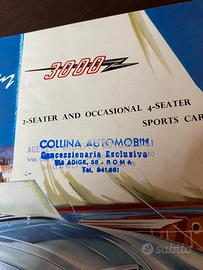 3000
2-SEATER AND OCCASIONAL 4-SEATER
SPORTS CAR
COLLINA AUTOMOBILI
Concessionaria Esclusiva
VIA ADIGE, 58 - ROMA
Tel. 841.681
subito